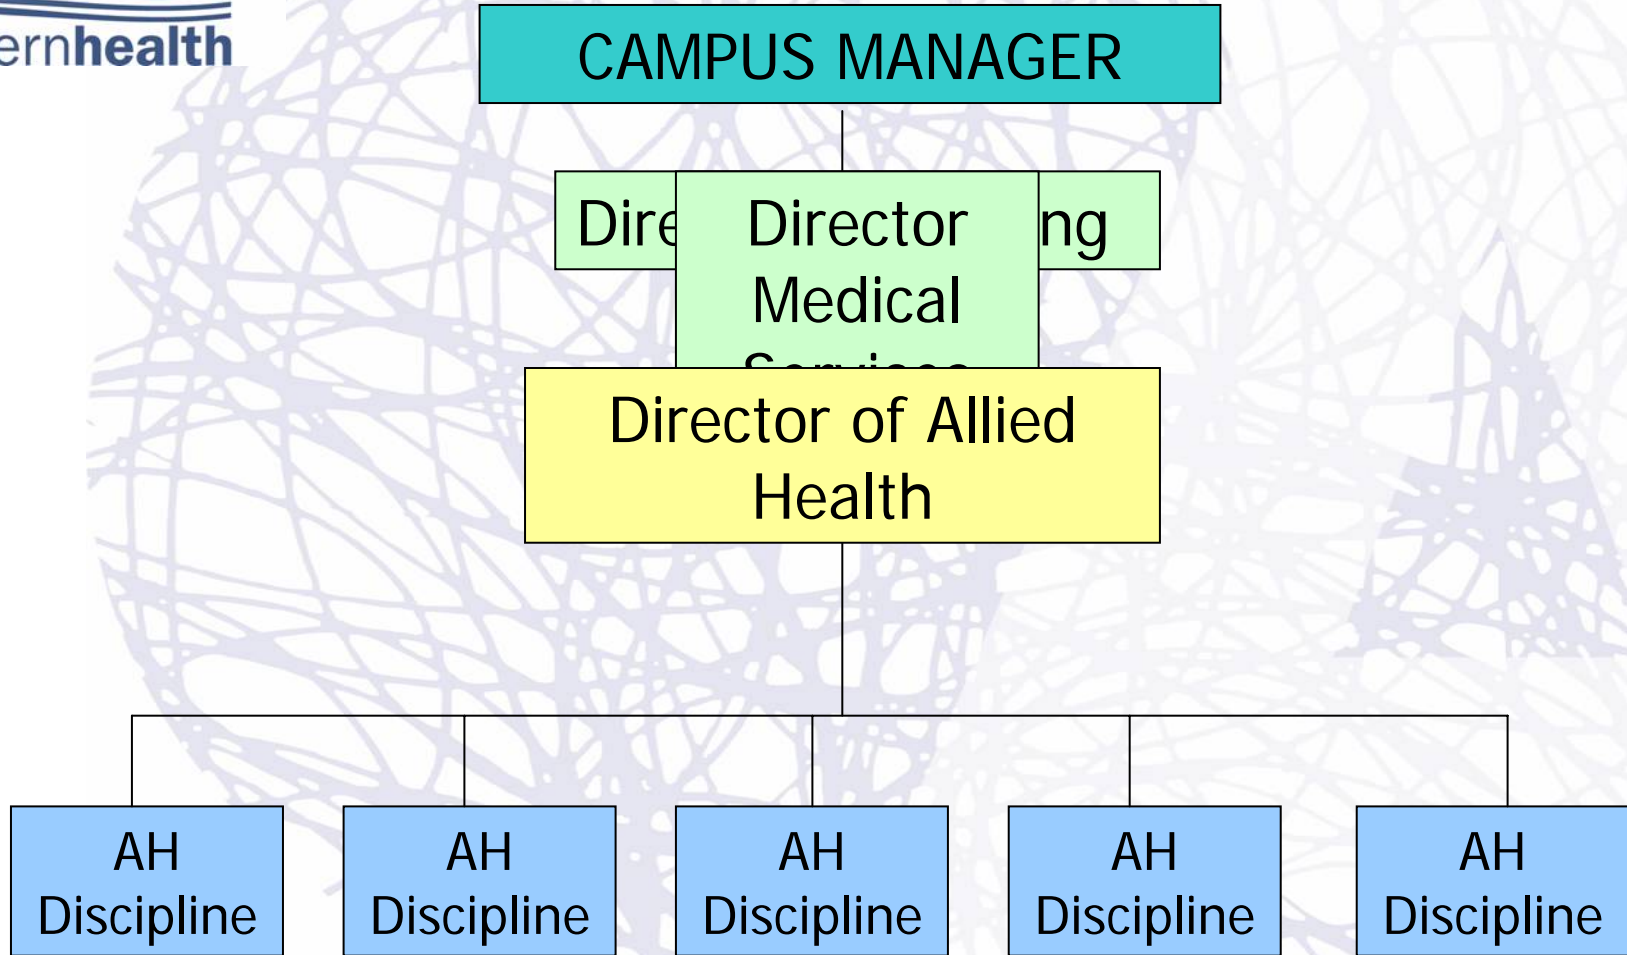 ernhealth
CAMPUS MANAGER
Dire
ng
Director
Medical
Services
Director of Allied
Health
AH
Discipline
AH
Discipline
AH
Discipline
AH
Discipline
AH
Discipline